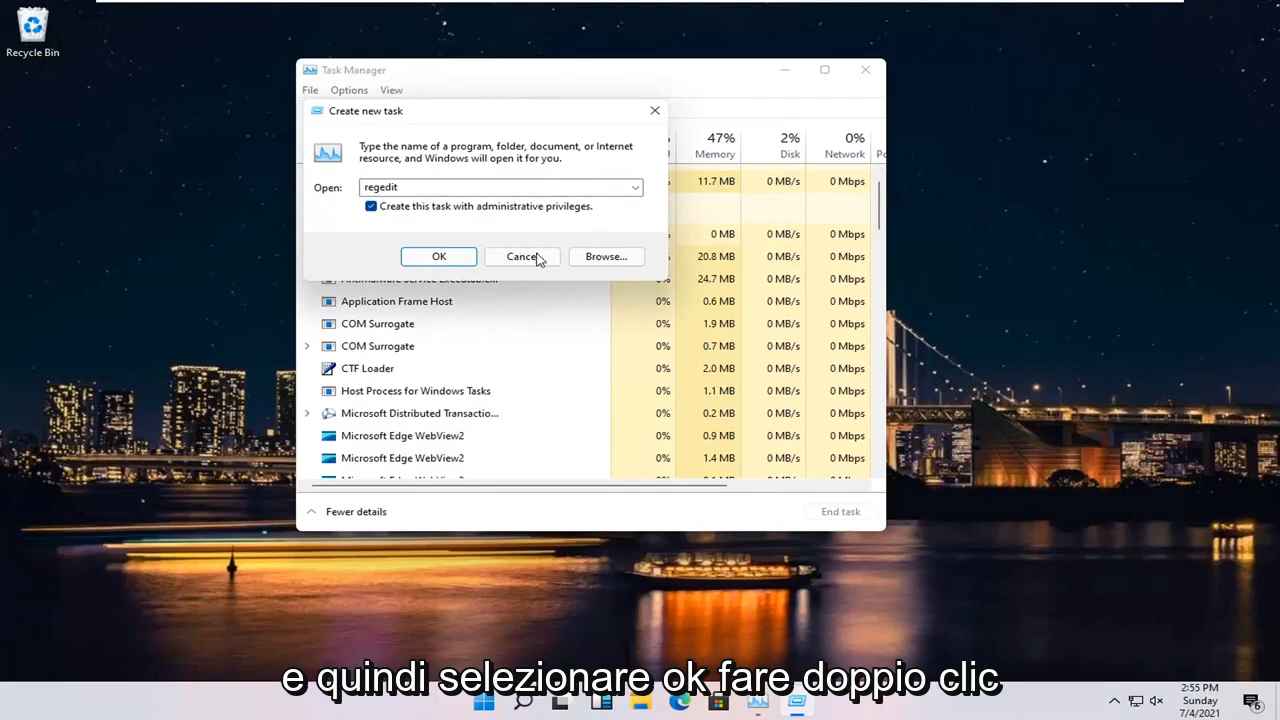 Recycle Bin
Task Manager
File Options View
Create new task
Type the name of a program, folder, document, or Internet
resource, and Windows will open it for you.
Open: regedit
Create this task with administrative privileges.
OK Cancel Browse...
47% 2% 0%
Memory Disk Network
11.7 MB 0 MB/s 0 Mbps
0 MB 0 MB/s 0 Mbps
20.8 MB 0 MB/s 0 Mbps
24.7 MB 0 MB/s 0 Mbps
Application Frame Host 0% 0.6 MB 0 MB/s 0 Mbps
COM Surrogate 0% 1.9 MB 0 MB/s 0 Mbps
COM Surrogate 0% 0.7 MB 0 MB/s 0 Mbps
CTF Loader 0% 2.0 MB 0 MB/s 0 Mbps
Host Process for Windows Tasks 0% 1.1 MB 0 MB/s 0 Mbps
Microsoft Distributed Transactio... 0% 0.2 MB 0 MB/s 0 Mbps
Microsoft Edge WebView2 0% 0.9 MB 0 MB/s 0 Mbps
Microsoft Edge WebView2 0% 1.4 MB 0 MB/s 0 Mbps
Fewer details End task
e quindi selezionare ok fare doppio clic
2:55 PM
Sunday
7/4/2021
6